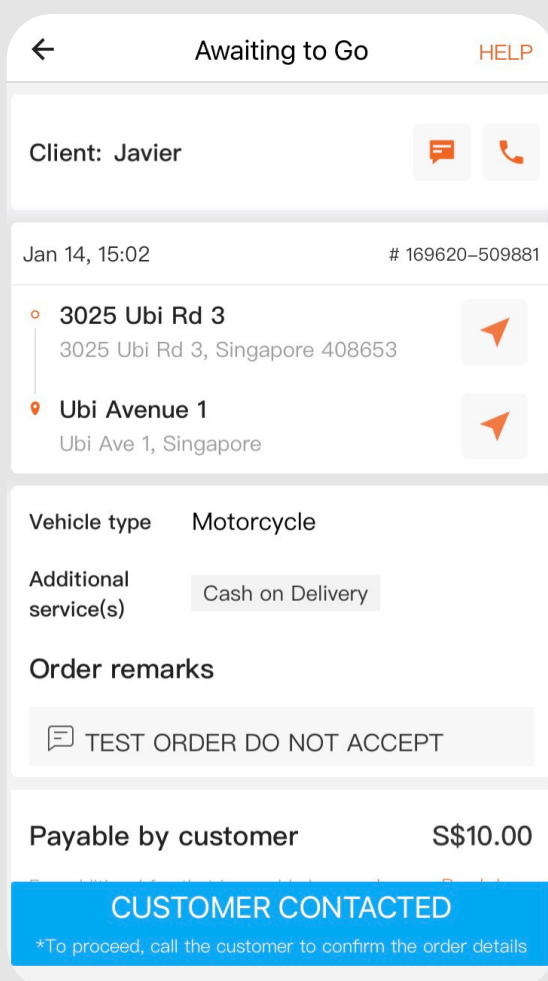 Awaiting to Go
HELP
Client: Javier
Jan 14, 15:02
# 169620-509881
3025 Ubi Rd 3
3025 Ubi Rd 3, Singapore 408653
Ubi Avenue 1
Ubi Ave 1, Singapore
Vehicle type Motorcycle
Additional
service(s)
Cash on Delivery
Order remarks
TEST ORDER DO NOT ACCEPT
Payable by customer S$10.00
CUSTOMER CONTACTED
*To proceed, call the customer to confirm the order details